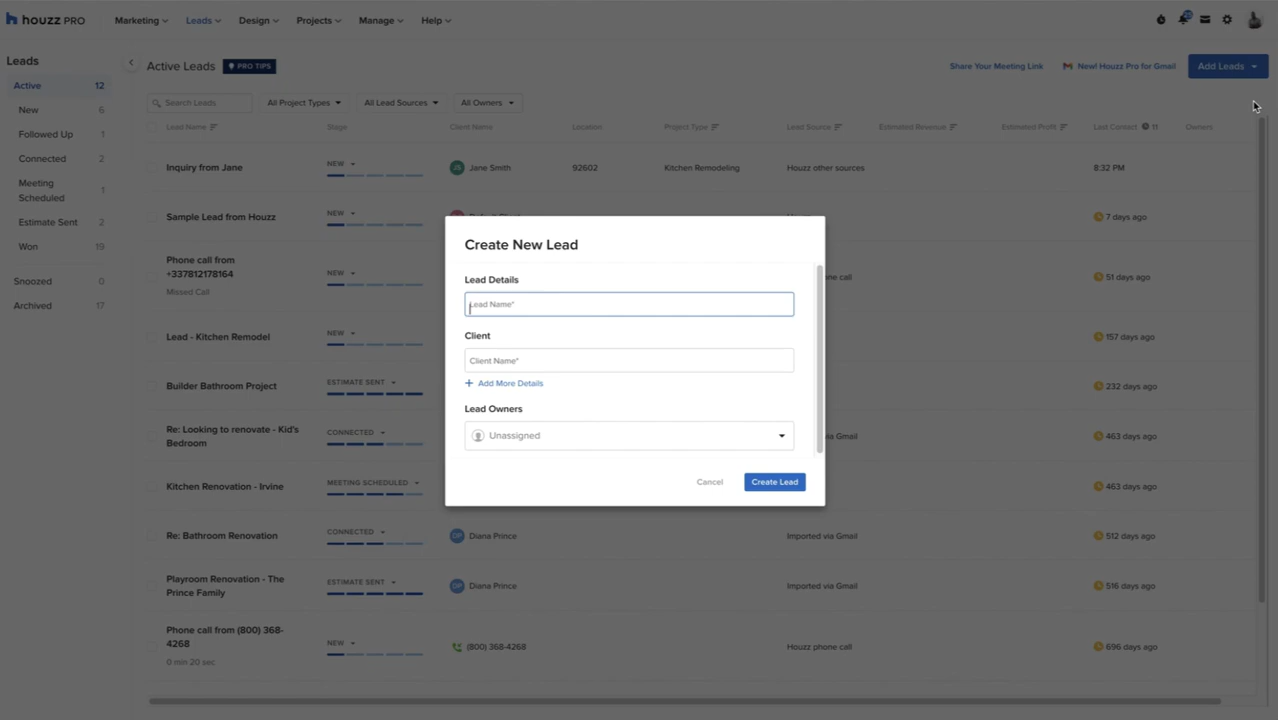 houzz PRO
Marketing Leads Design Projects Manage Help
Leads
Active Leads PRO TIPS
Share Your Meeting Link New! Houzz Pro for Gmail Add Leads
Active 12
New 6
Followed Up 1
Connected 2
Meeting Scheduled 1
Estimate Sent 2
Won 19
Snoozed 0
Archived 17
Search Leads All Project Types All Lead Sources All Owners
Lead Name Stage Client Name Location Project Type Lead Source Estimated Revenue Estimated Profit Last Contact 11 Owners
Inquiry from Jane NEW JS Jane Smith 92602 Kitchen Remodeling Houzz other sources 8:32 PM
Sample Lead from Houzz NEW 7 days ago
Phone call from
+337812178164 NEW 51 days ago
Missed Call
Lead - Kitchen Remodel NEW 157 days ago
Builder Bathroom Project ESTIMATE SENT 232 days ago
Re: Looking to renovate - Kid's
Bedroom CONNECTED via Gmail 463 days ago
Kitchen Renovation - Irvine MEETING SCHEDULED 463 days ago
Re: Bathroom Renovation CONNECTED DP Diana Prince Imported via Gmail 512 days ago
Playroom Renovation - The
Prince Family ESTIMATE SENT DP Diana Prince Imported via Gmail 516 days ago
Phone call from (800) 368-
4268 NEW (800) 368-4268 Houzz phone call 696 days ago
0 min 20 sec
Create New Lead
Lead Details
Lead Name*
Client
Client Name*
+ Add More Details
Lead Owners
Unassigned
Cancel Create Lead